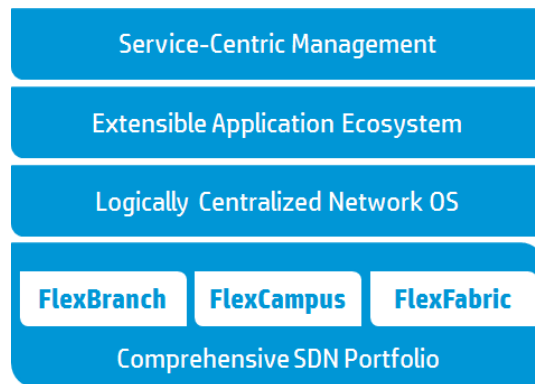 Service-Centric Management
Extensible Application Ecosystem
Logically Centralized Network OS
FlexBranch FlexCampus FlexFabric
Comprehensive SDN Portfolio